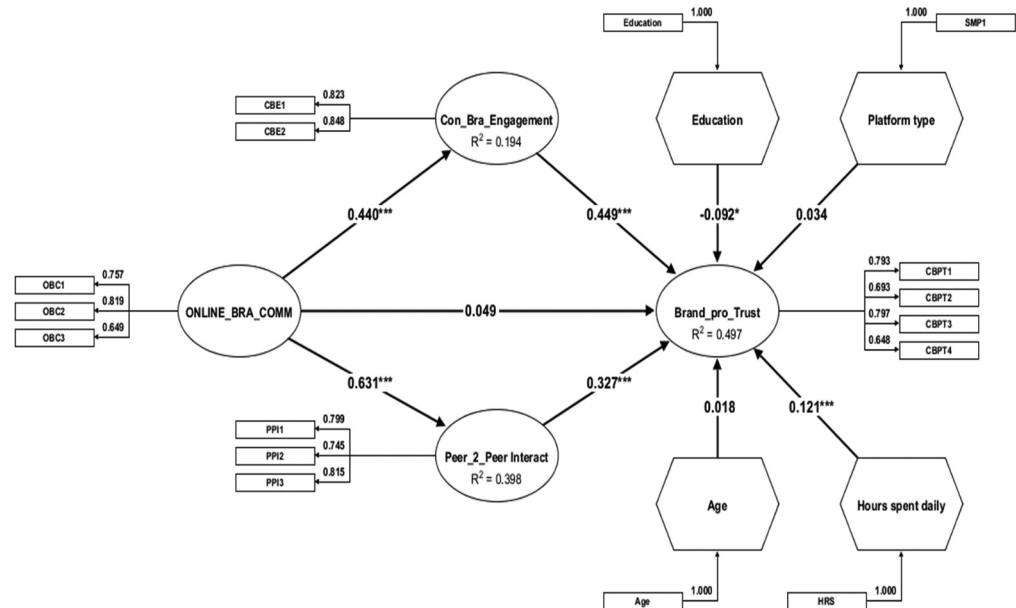 Education
1.000
1.000
SMP1
0.823
CBE1
0.848
CBE2
Con_Bra_Engagement
R² = 0.194
Education
Platform type
0.440***
0.449***
-0.092*
0.034
0.757
OBC1
0.819
OBC2
0.649
OBC3
ONLINE_BRA_COMM
0.049
Brand_pro_Trust
R² = 0.497
0.793
CBPT1
0.693
CBPT2
0.797
CBPT3
0.648
CBPT4
0.631***
0.327***
0.018
0.121***
0.799
PPI1
0.745
PPI2
0.815
PPI3
Peer_2_Peer Interact
R² = 0.398
Age
Hours spent daily
Age
1.000
HRS
1.000